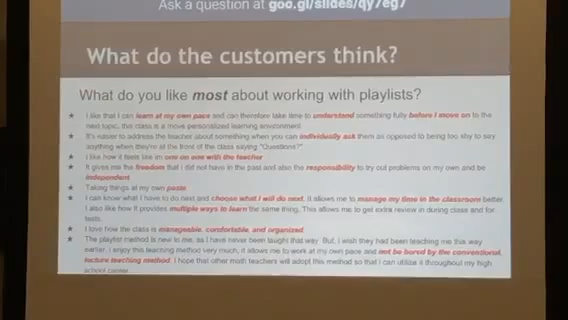 Ask a question at goo.gl/slides/qy7eg7
What do the customers think?
What do you like most about working with playlists?
★ I like that I can learn at my own pace and can therefore take time to understand something fully before I move on to the
next topic, this class is a more personalized learning environment
★ It's easier to address the teacher about something when you can individually ask them as opposed to being too shy to say
anything when they're at the front of the class saying "Questions?"
★ I like how it feels like im one on one with the teacher
★ It gives me the freedom that I did not have in the past and also the responsibility to try out problems on my own and be
independent
★ Taking things at my own paste
★ I can know what I have to do next and choose what I will do next. It allows me to manage my time in the classroom better.
I also like how it provides multiple ways to learn the same thing. This allows me to get extra review in during class and for
tests.
★ I love how the class is manageable, comfortable, and organized
★ The playlist method is new to me, as I have never been taught that way. But, I wish they had been teaching me this way
earlier. I enjoy this teaching method very much, it allows me to work at my own pace and not be bored by the conventional,
lecture teaching method. I hope that other math teachers will adopt this method so that I can utilize it throughout my high
school career.